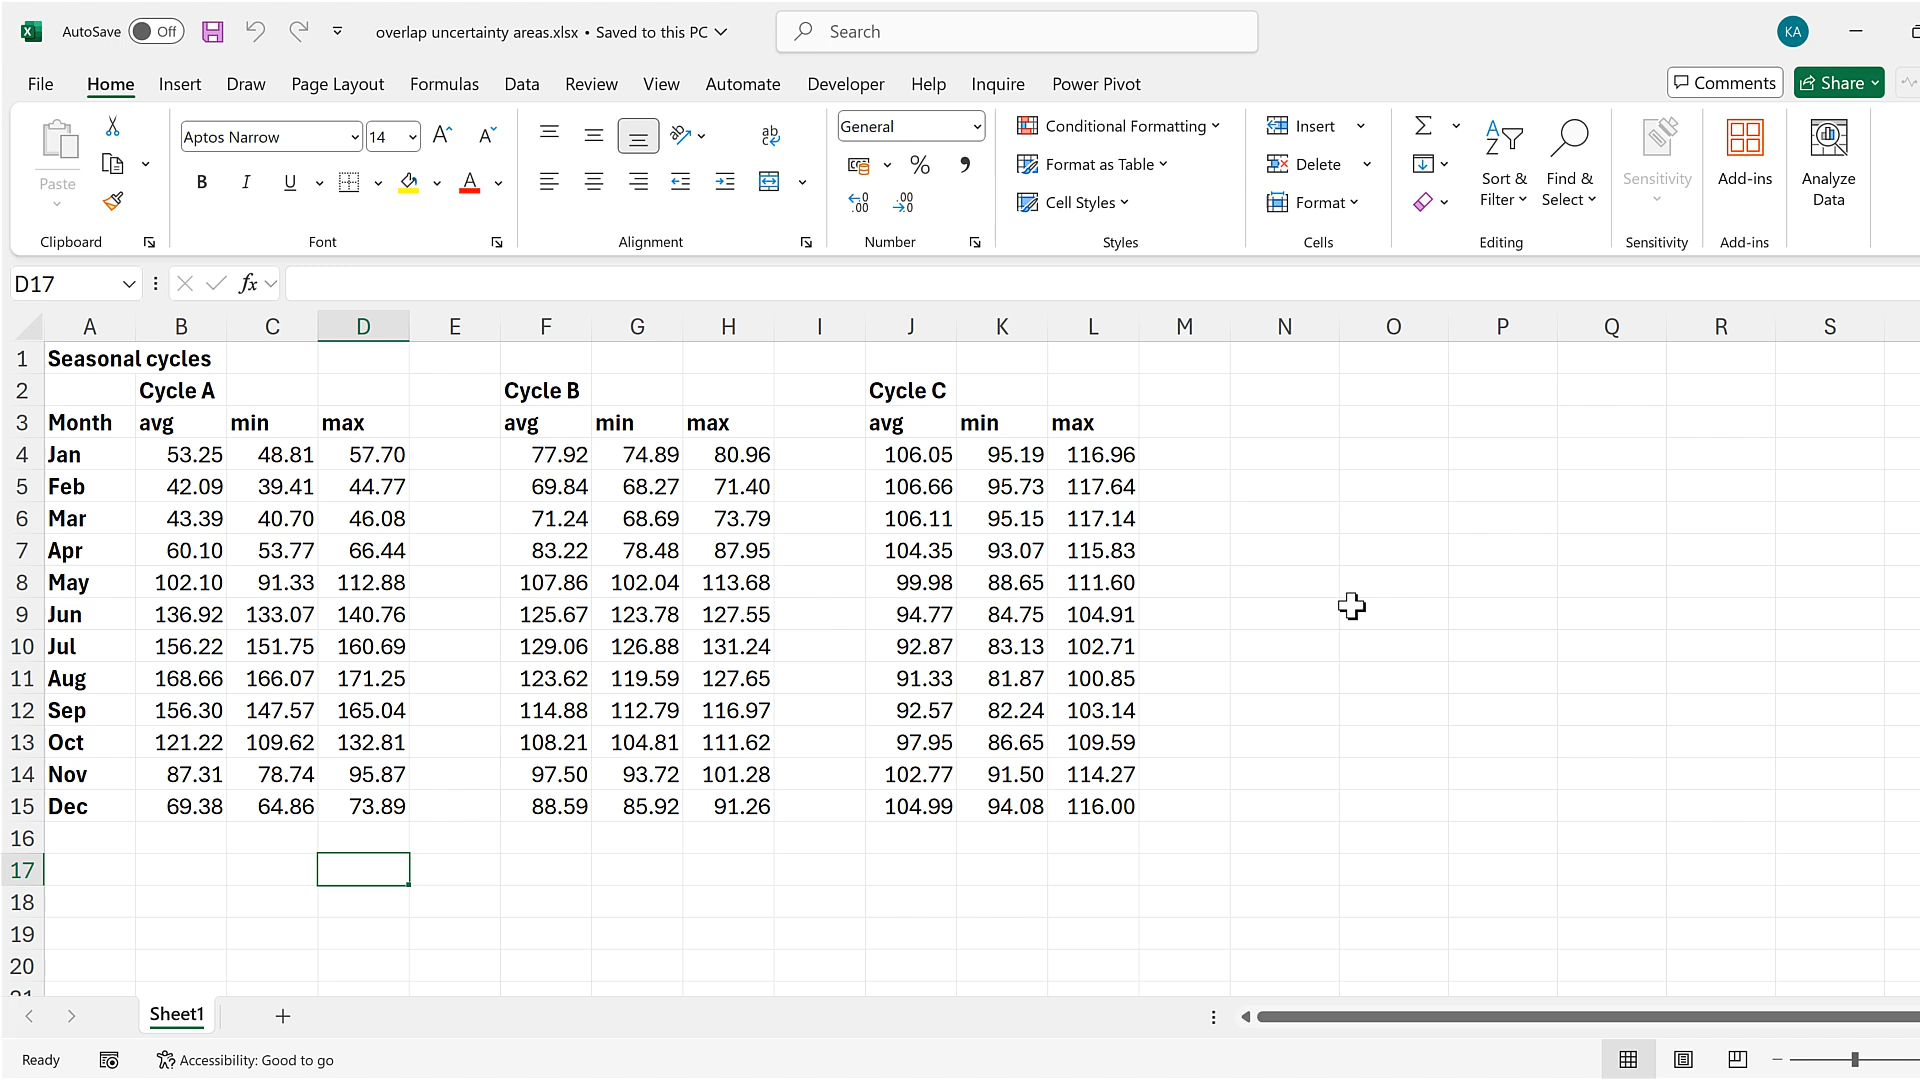 AutoSave Off overlap uncertainty areas.xlsx • Saved to this PC Search KA
File Home Insert Draw Page Layout Formulas Data Review View Automate Developer Help Inquire Power Pivot Comments Share
Paste
Clipboard
Aptos Narrow 14
B I U A
Font
ab
Alignment
General
% 9
Number
Conditional Formatting
Format as Table
Cell Styles
Styles
Insert
Delete
Format
Cells
Sort & Filter
Find & Select
Editing
Sensitivity
Sensitivity
Add-ins
Add-ins
Analyze Data
D17 fx
A B C D E F G H I J K L M N O P Q R S
1 Seasonal cycles
2 Cycle A Cycle B Cycle C
3 Month avg min max avg min max avg min max
4 Jan 53.25 48.81 57.70 77.92 74.89 80.96 106.05 95.19 116.96
5 Feb 42.09 39.41 44.77 69.84 68.27 71.40 106.66 95.73 117.64
6 Mar 43.39 40.70 46.08 71.24 68.69 73.79 106.11 95.15 117.14
7 Apr 60.10 53.77 66.44 83.22 78.48 87.95 104.35 93.07 115.83
8 May 102.10 91.33 112.88 107.86 102.04 113.68 99.98 88.65 111.60
9 Jun 136.92 133.07 140.76 125.67 123.78 127.55 94.77 84.75 104.91
10 Jul 156.22 151.75 160.69 129.06 126.88 131.24 92.87 83.13 102.71
11 Aug 168.66 166.07 171.25 123.62 119.59 127.65 91.33 81.87 100.85
12 Sep 156.30 147.57 165.04 114.88 112.79 116.97 92.57 82.24 103.14
13 Oct 121.22 109.62 132.81 108.21 104.81 111.62 97.95 86.65 109.59
14 Nov 87.31 78.74 95.87 97.50 93.72 101.28 102.77 91.50 114.27
15 Dec 69.38 64.86 73.89 88.59 85.92 91.26 104.99 94.08 116.00
16
17
18
19
20
21
Sheet1
Ready Accessibility: Good to go